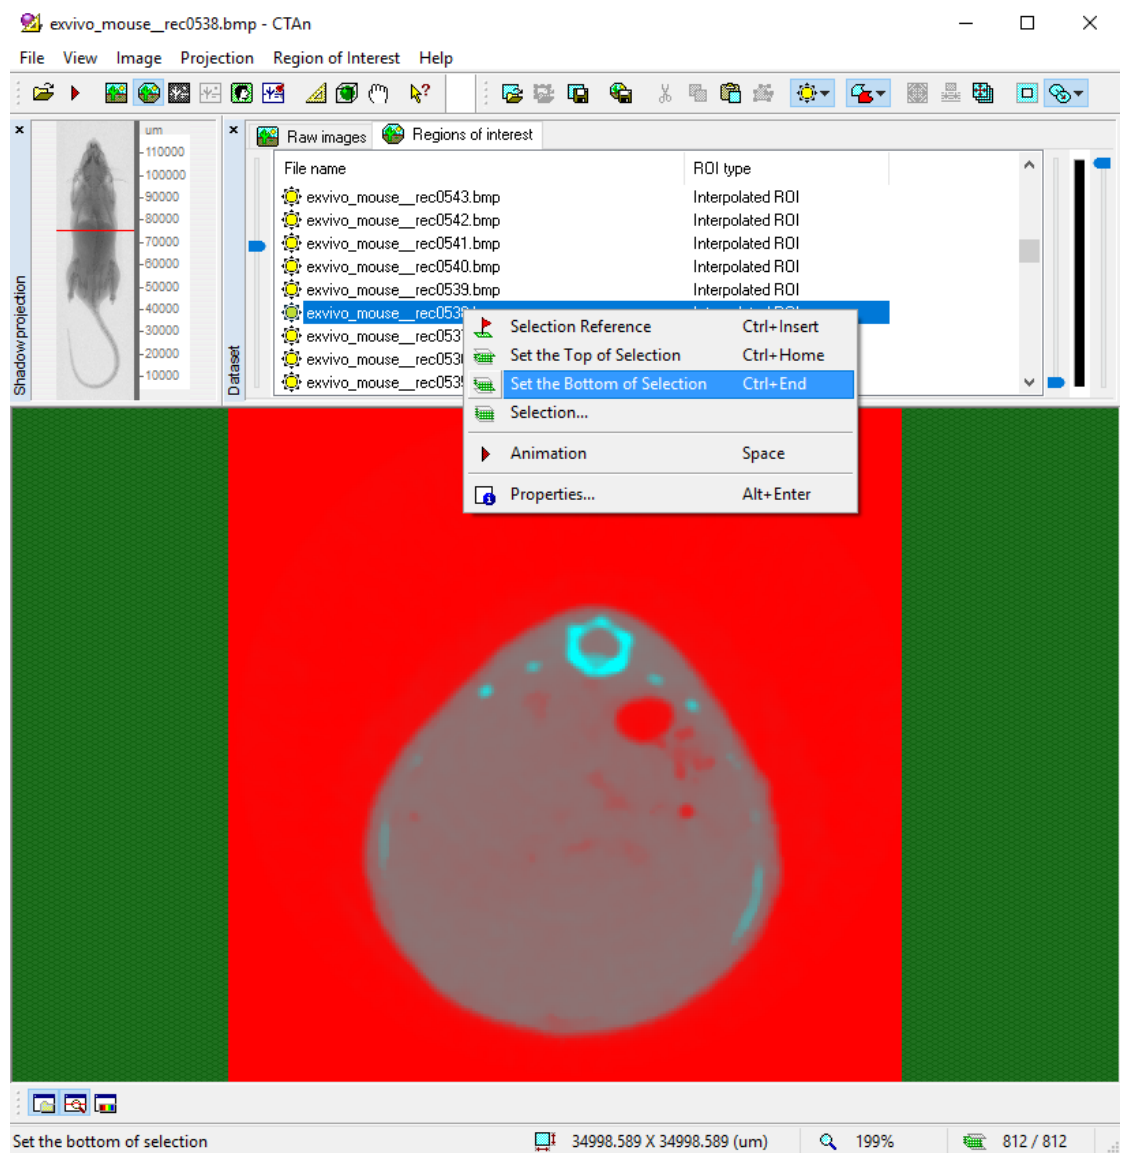 exvivo_mouse__rec0538.bmp - CTAn
File View Image Projection Region of Interest Help
Shadow projection
um
110000
100000
90000
80000
70000
60000
50000
40000
30000
20000
10000
Dataset
Raw images Regions of interest
File name ROI type
exvivo_mouse__rec0543.bmp Interpolated ROI
exvivo_mouse__rec0542.bmp Interpolated ROI
exvivo_mouse__rec0541.bmp Interpolated ROI
exvivo_mouse__rec0540.bmp Interpolated ROI
exvivo_mouse__rec0539.bmp Interpolated ROI
exvivo_mouse__rec0538
exvivo_mouse__rec0537
exvivo_mouse__rec0536
exvivo_mouse__rec0535
Selection Reference Ctrl+Insert
Set the Top of Selection Ctrl+Home
Set the Bottom of Selection Ctrl+End
Selection...
Animation Space
Properties... Alt+Enter
Set the bottom of selection 34998.589 X 34998.589 (um) 199% 812 / 812